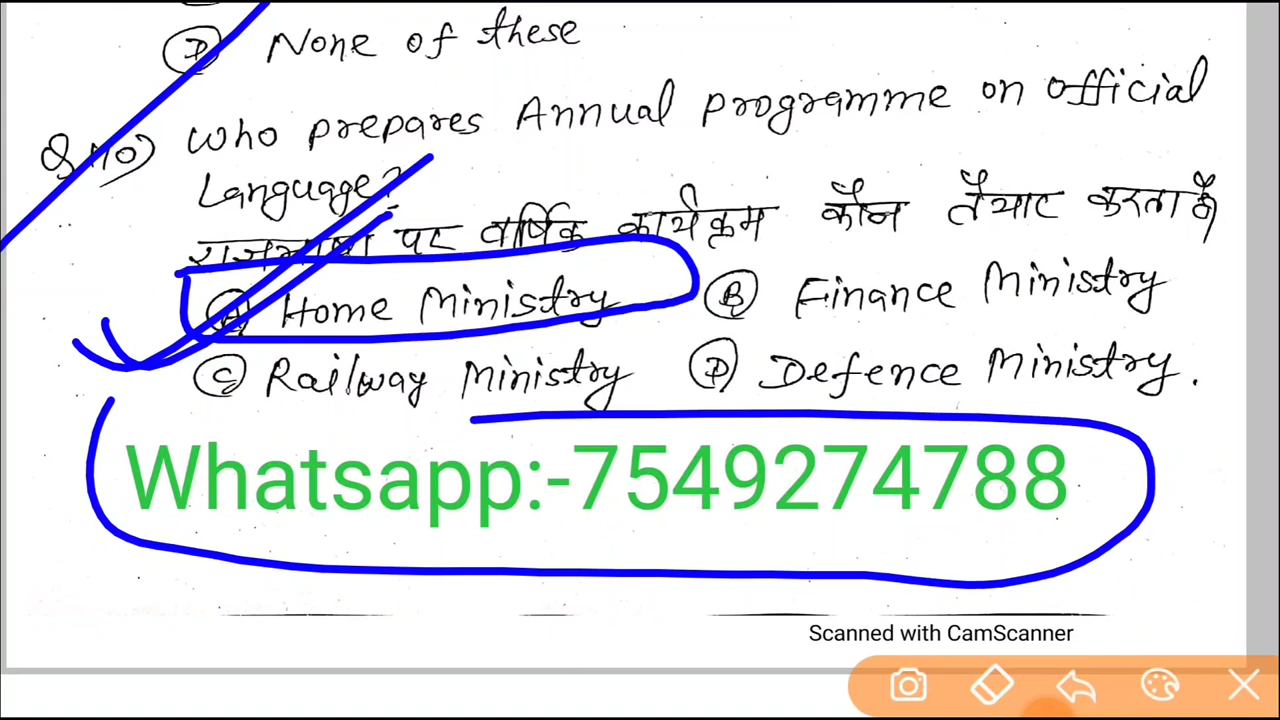 (D) None of these
Q.40) Who prepares Annual programme on official
Language?
राजभाषा पर वार्षिक कार्यक्रम कौन तैयार करता है?
(A) Home Ministry (B) Finance Ministry
(C) Railway Ministry (D) Defence Ministry.
Whatsapp:-7549274788
Scanned with CamScanner